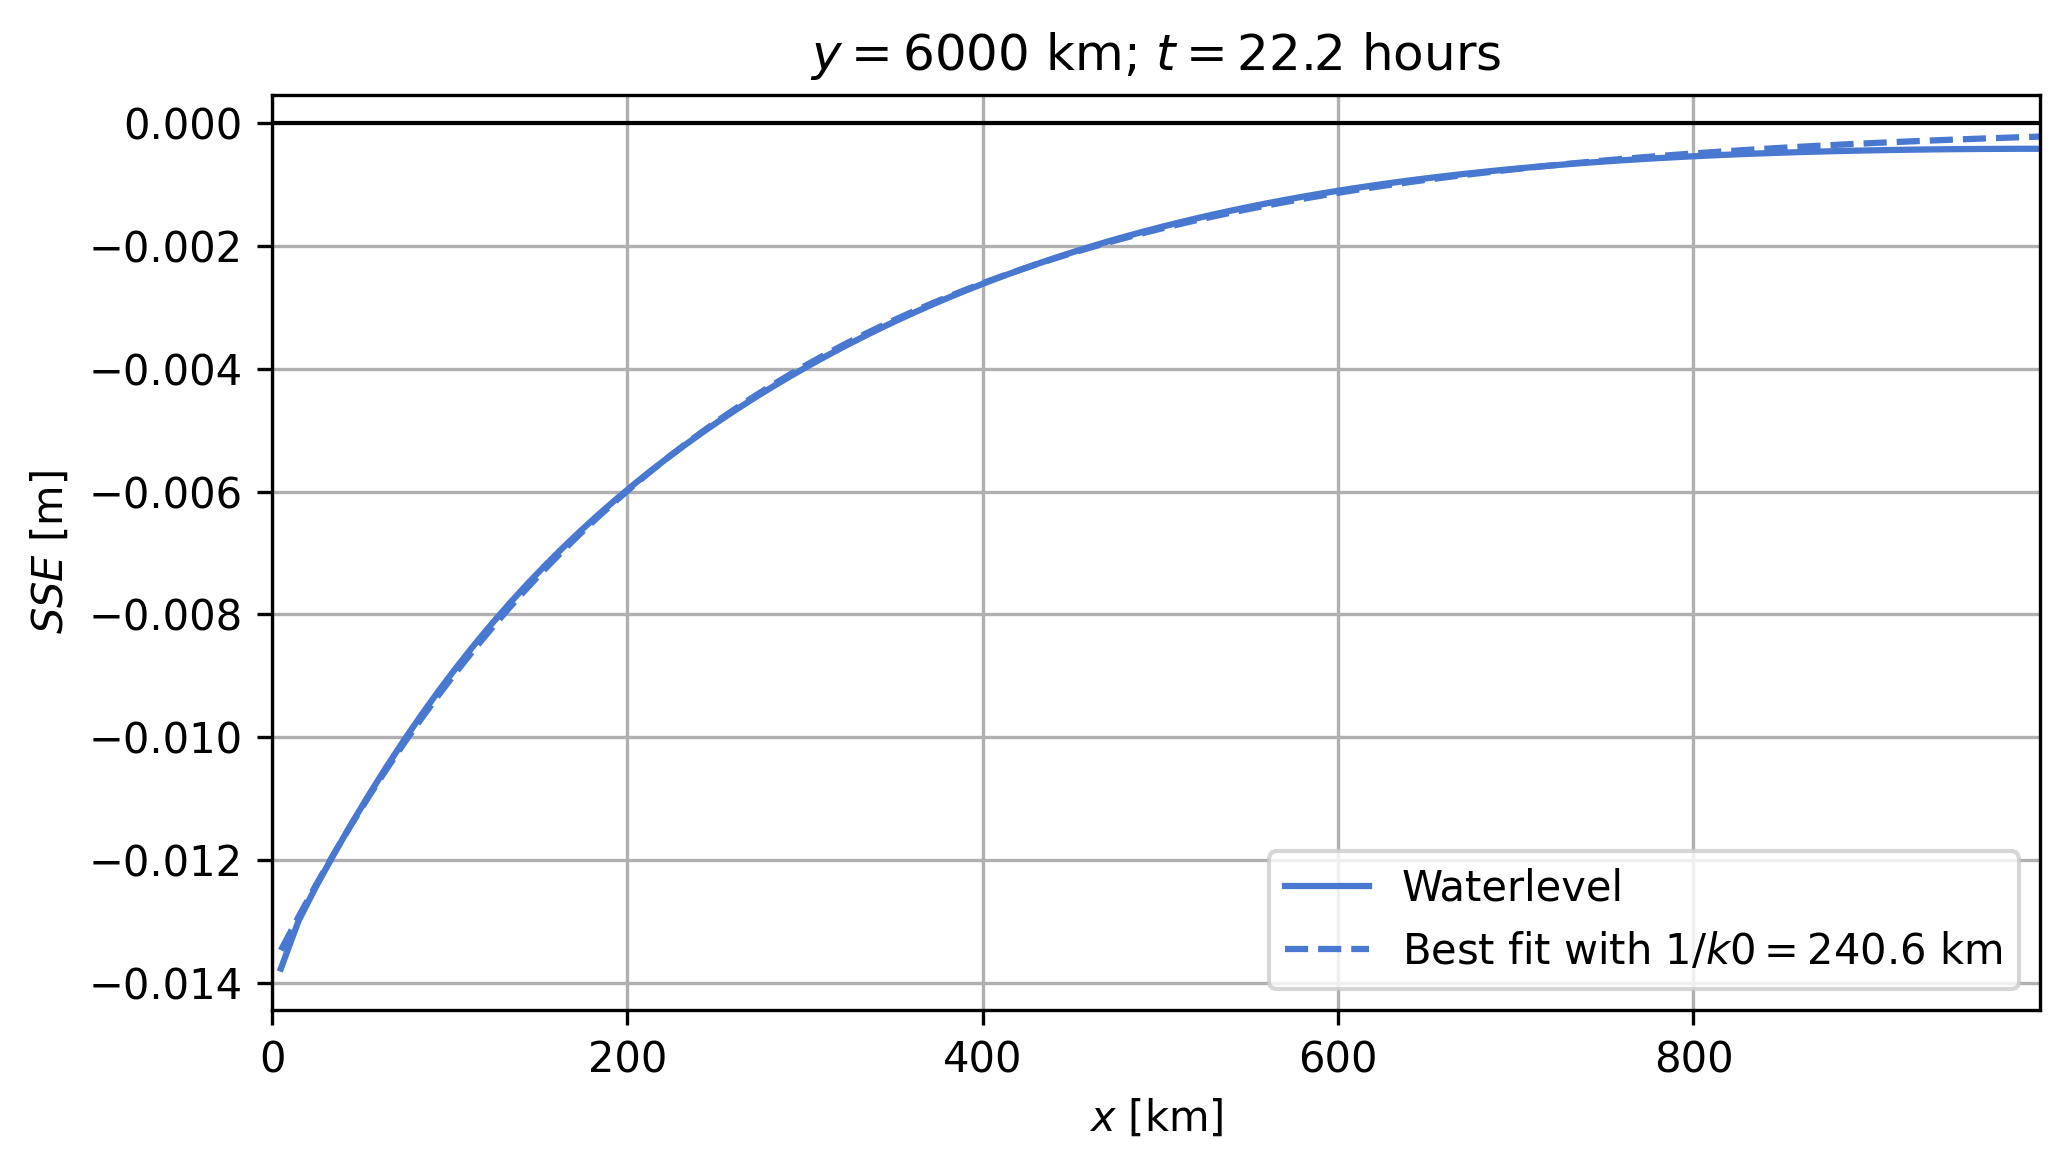 y = 6000 km; t = 22.2 hours
0.000
−0.002
−0.004
−0.006
−0.008
−0.010
−0.012
−0.014
SSE [m]
Waterlevel
Best fit with 1/k0 = 240.6 km
0 200 400 600 800
x [km]